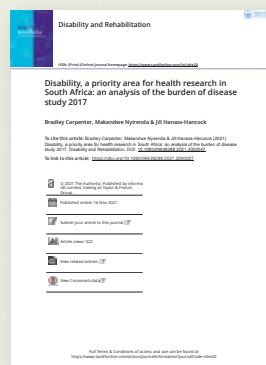 Disability and Rehabilitation
ISSN: (Print) (Online) Journal homepage: https://www.tandfonline.com/loi/idre20
Disability, a priority area for health research in
South Africa: an analysis of the burden of disease
study 2017
Bradley Carpenter, Makandwe Nyirenda & Jill Hanass-Hancock
To cite this article: Bradley Carpenter, Makandwe Nyirenda & Jill Hanass-Hancock (2021):
Disability, a priority area for health research in South Africa: an analysis of the burden of disease
study 2017, Disability and Rehabilitation, DOI: 10.1080/09638288.2021.2000047
To link to this article: https://doi.org/10.1080/09638288.2021.2000047
© 2021 The Author(s). Published by Informa
UK Limited, trading as Taylor & Francis
Group.
Published online: 16 Nov 2021.
Submit your article to this journal
Article views: 522
View related articles
View Crossmark data
Full Terms & Conditions of access and use can be found at
https://www.tandfonline.com/action/journalInformation?journalCode=idre20